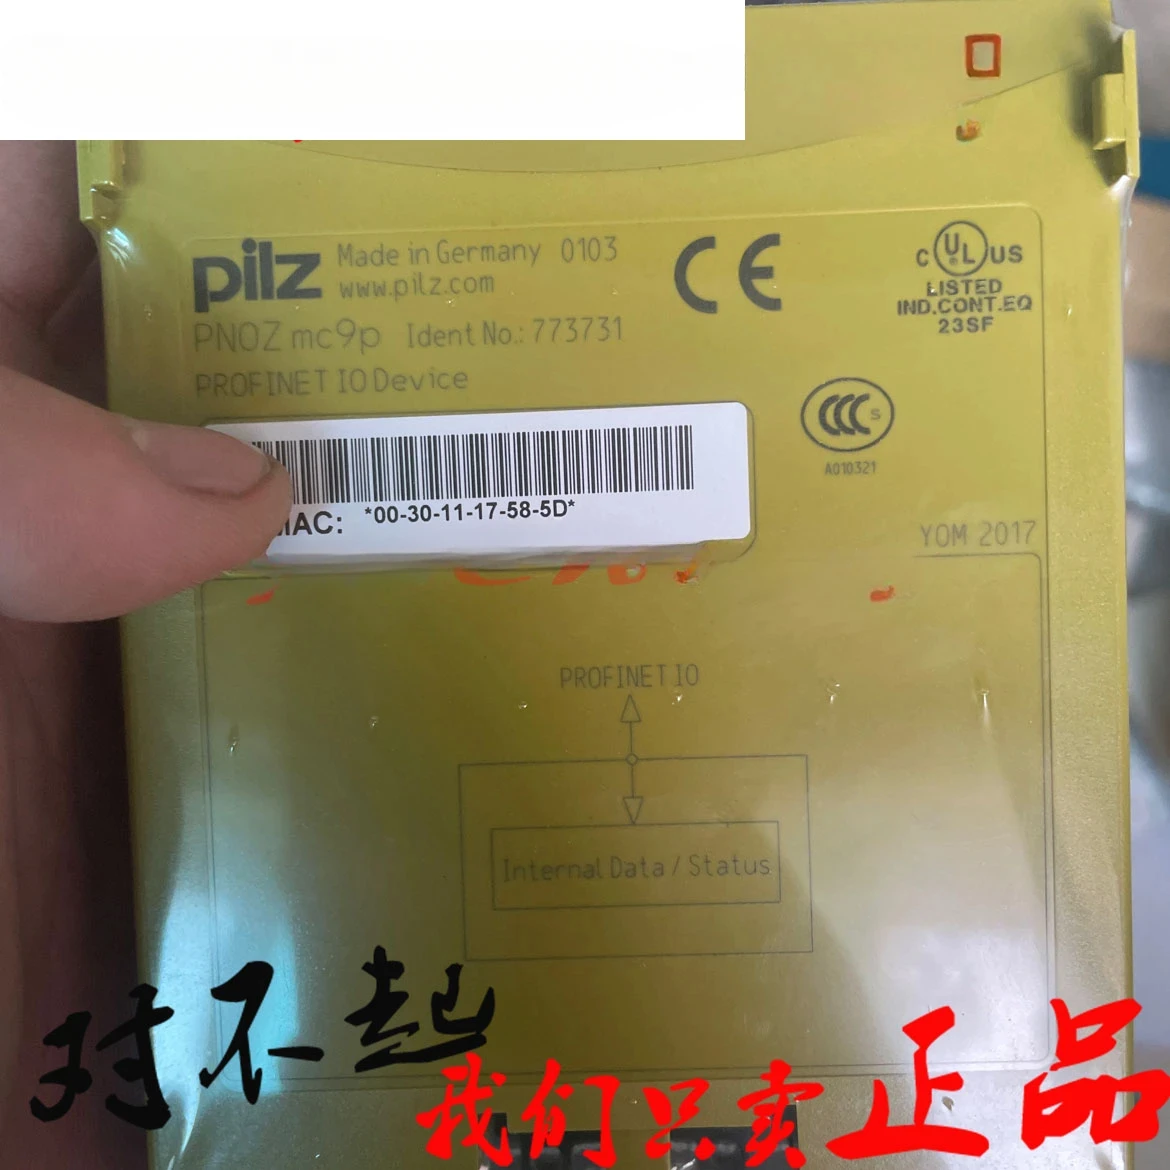 pilz Made in Germany 0103
www.pilz.com
PNOZ mc9p Ident No.: 773731
PROFINET IO Device
CE
C UL US
LISTED
IND.CONT.EQ
23SF
CCC S
A010321
MAC: *00-30-11-17-58-5D*
YOM 2017
PROFINET IO
Internal Data / Status
对不起
我们只卖正品